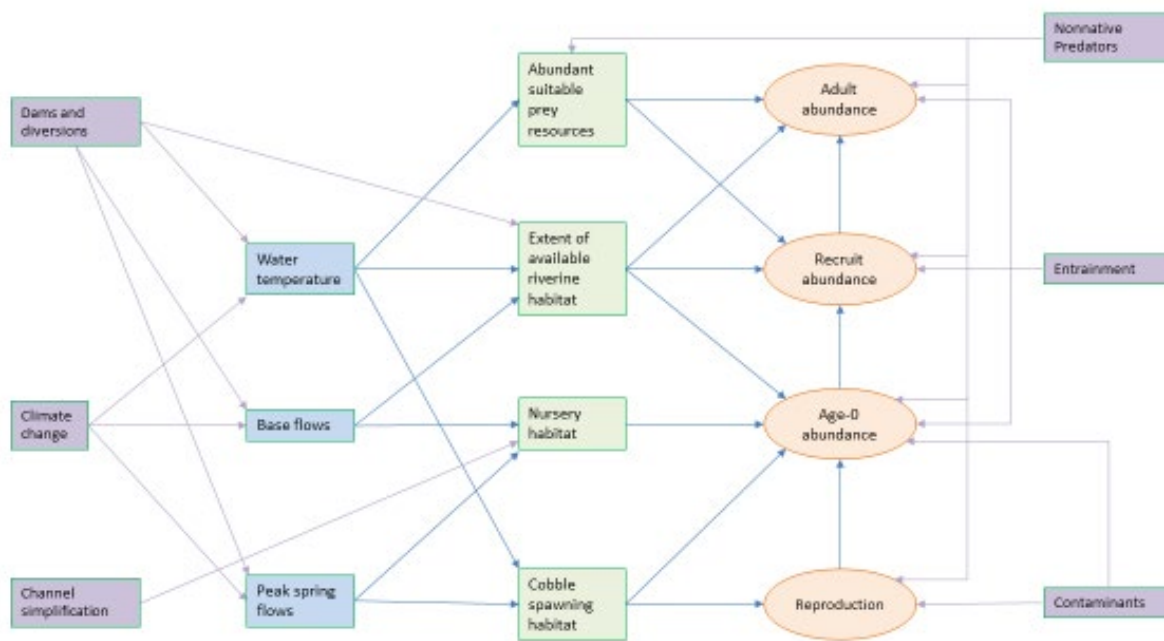 Nonnative
Predators
Abundant
suitable
prey
resources
Adult
abundance
Dams and
diversions
Water
temperature
Extent of
available
riverine
habitat
Recruit
abundance
Entrainment
Climate
change
Base flows
Nursery
habitat
Age-0
abundance
Channel
simplification
Peak spring
flows
Cobble
spawning
habitat
Reproduction
Contaminants